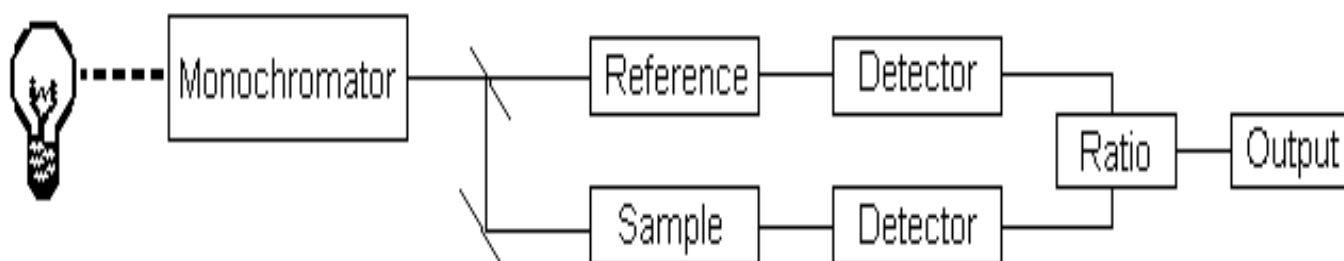 Monochromator
Reference
Detector
Ratio
Output
Sample
Detector